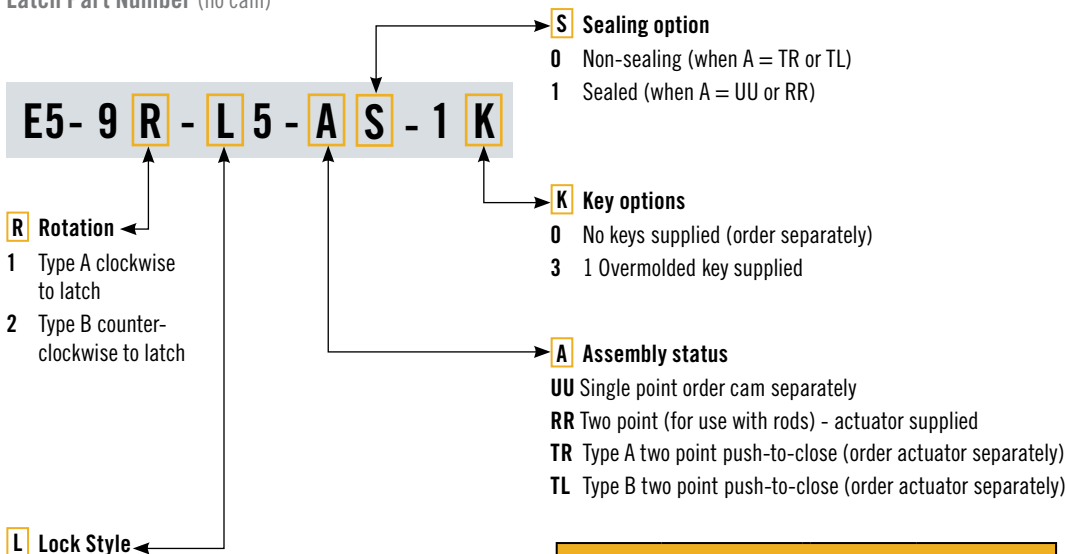 Latch Part Number (no cam)
E5- 9 R - L 5 - A S - 1 K
S Sealing option
0 Non-sealing (when A = TR or TL)
1 Sealed (when A = UU or RR)
K Key options
0 No keys supplied (order separately)
3 1 Overmolded key supplied
R Rotation
1 Type A clockwise
to latch
2 Type B counter-
clockwise to latch
A Assembly status
UU Single point order cam separately
RR Two point (for use with rods) - actuator supplied
TR Type A two point push-to-close (order actuator separately)
TL Type B two point push-to-close (order actuator separately)
L Lock Style